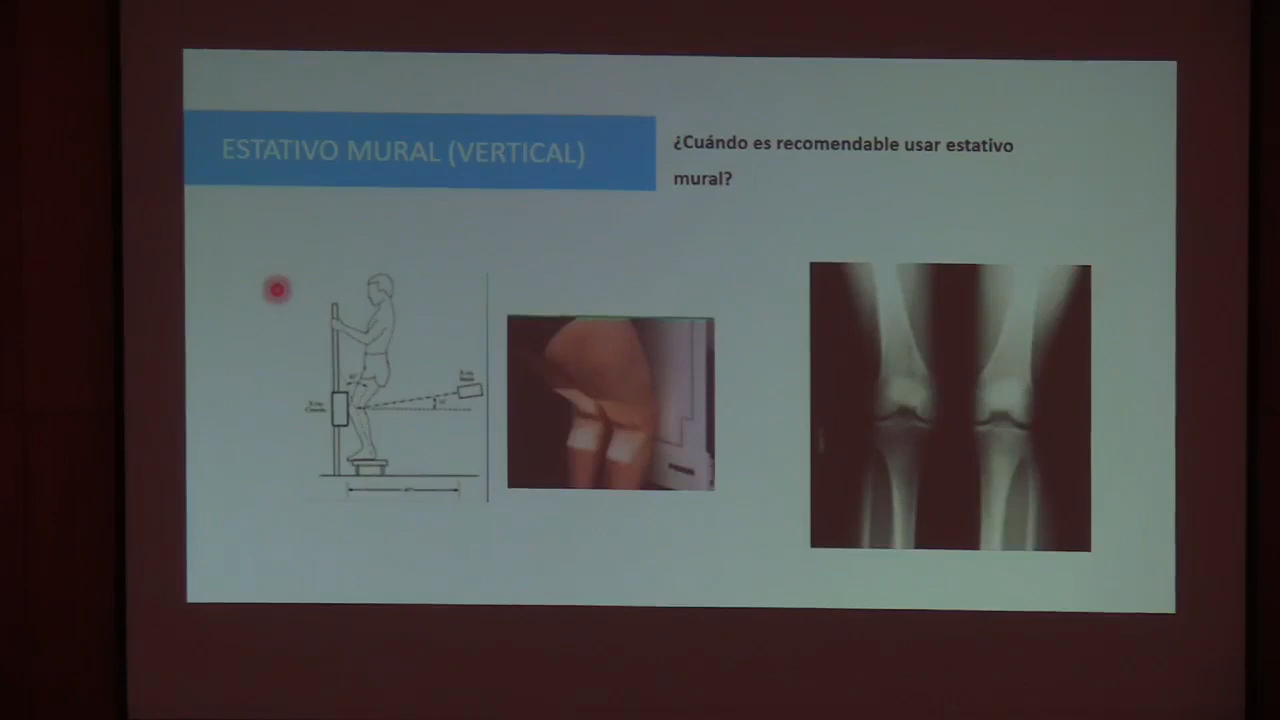 ESTATIVO MURAL (VERTICAL)
¿Cuándo es recomendable usar estativo
mural?